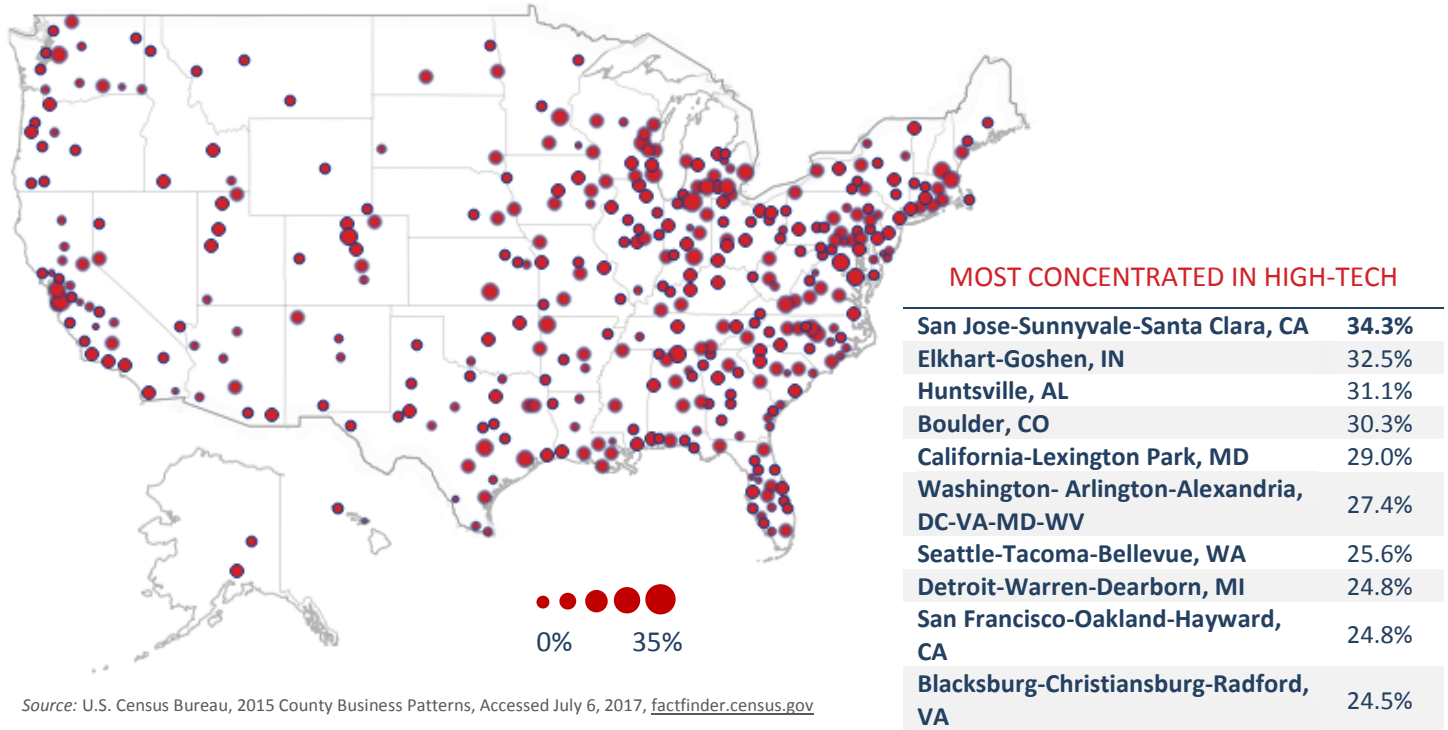 MOST CONCENTRATED IN HIGH-TECH
San Jose-Sunnyvale-Santa Clara, CA 34.3%
Elkhart-Goshen, IN 32.5%
Huntsville, AL 31.1%
Boulder, CO 30.3%
California-Lexington Park, MD 29.0%
Washington- Arlington-Alexandria,
DC-VA-MD-WV 27.4%
Seattle-Tacoma-Bellevue, WA 25.6%
Detroit-Warren-Dearborn, MI 24.8%
San Francisco-Oakland-Hayward,
CA 24.8%
Blacksburg-Christiansburg-Radford,
VA 24.5%
0% 35%
Source: U.S. Census Bureau, 2015 County Business Patterns, Accessed July 6, 2017, factfinder.census.gov